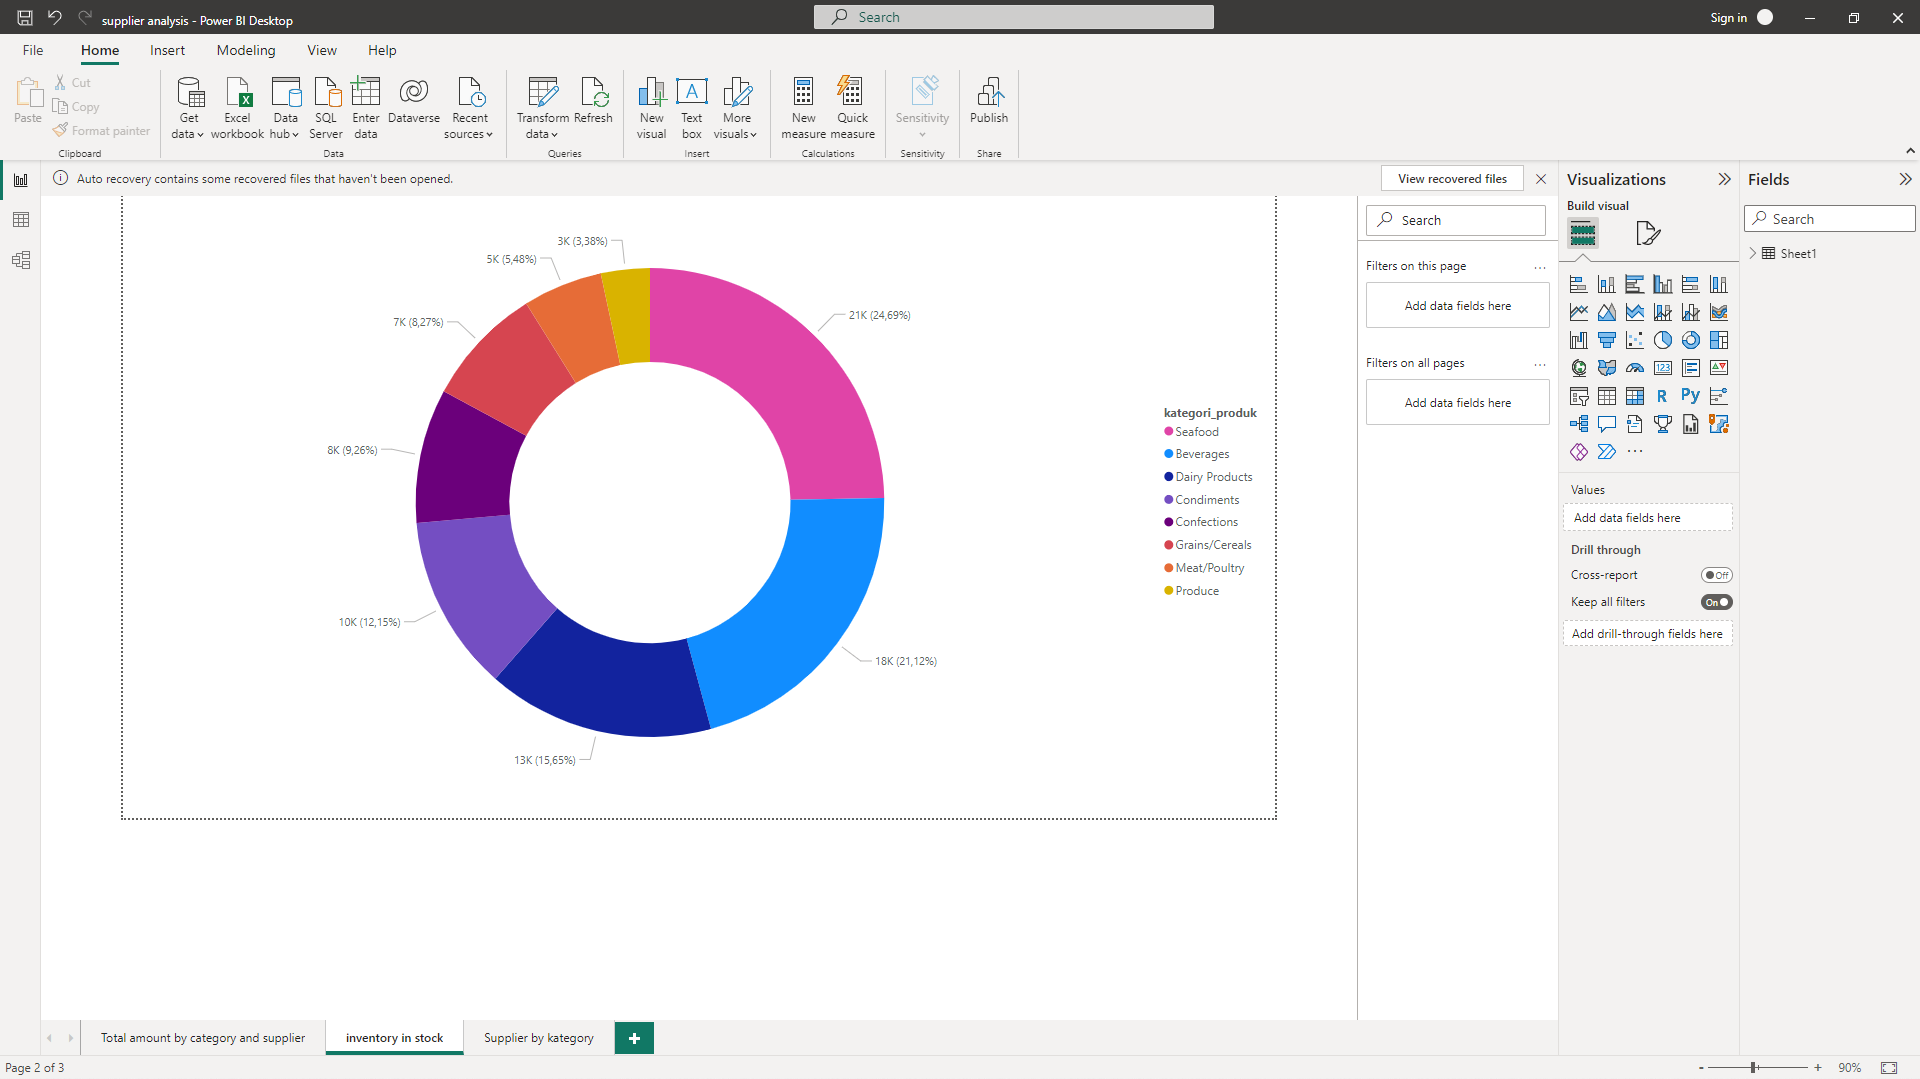 supplier analysis - Power BI Desktop
Search
Sign in
File
Home
Insert
Modeling
View
Help
Paste
Cut
Copy
Format painter
Clipboard
Get data
Excel workbook
Data hub
SQL Server
Enter data
Dataverse
Recent sources
Data
Transform data
Refresh
Queries
New visual
Text box
More visuals
Insert
New measure
Quick measure
Calculations
Sensitivity
Sensitivity
Publish
Share
Auto recovery contains some recovered files that haven't been opened.
View recovered files
3K (3,38%)
5K (5,48%)
7K (8,27%)
21K (24,69%)
8K (9,26%)
10K (12,15%)
18K (21,12%)
13K (15,65%)
kategori_produk
Seafood
Beverages
Dairy Products
Condiments
Confections
Grains/Cereals
Meat/Poultry
Produce
Search
Filters on this page
...
Add data fields here
Filters on all pages
...
Add data fields here
Visualizations
Build visual
123
R
Py
...
Values
Add data fields here
Drill through
Cross-report
Off
Keep all filters
On
Add drill-through fields here
Fields
Search
Sheet1
Total amount by category and supplier
inventory in stock
Supplier by kategory
+
Page 2 of 3
-
+
90%